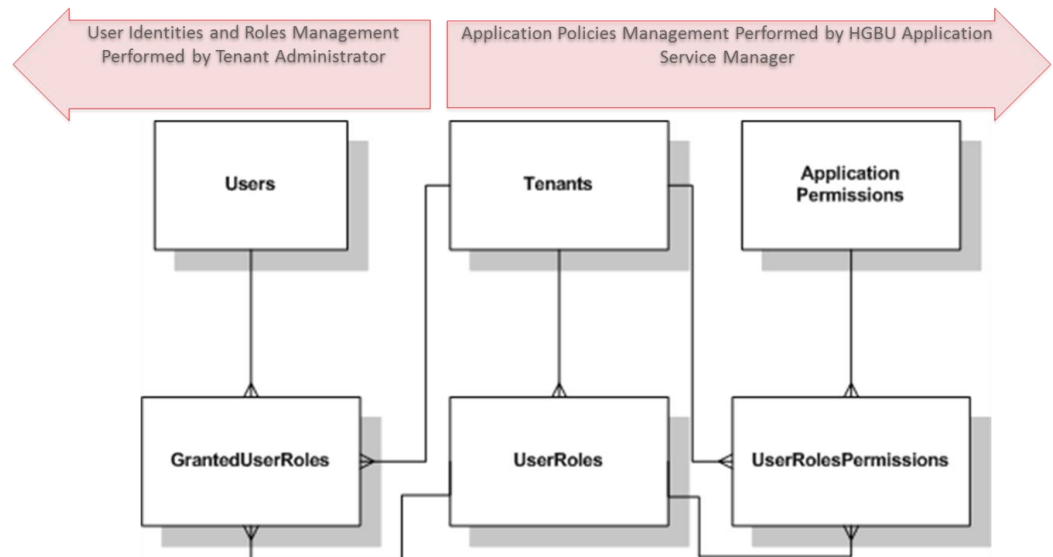 User Identities and Roles Management
Performed by Tenant Administrator
Application Policies Management Performed by HGBU Application
Service Manager
Users
Tenants
Application
Permissions
GrantedUserRoles
UserRoles
UserRolesPermissions